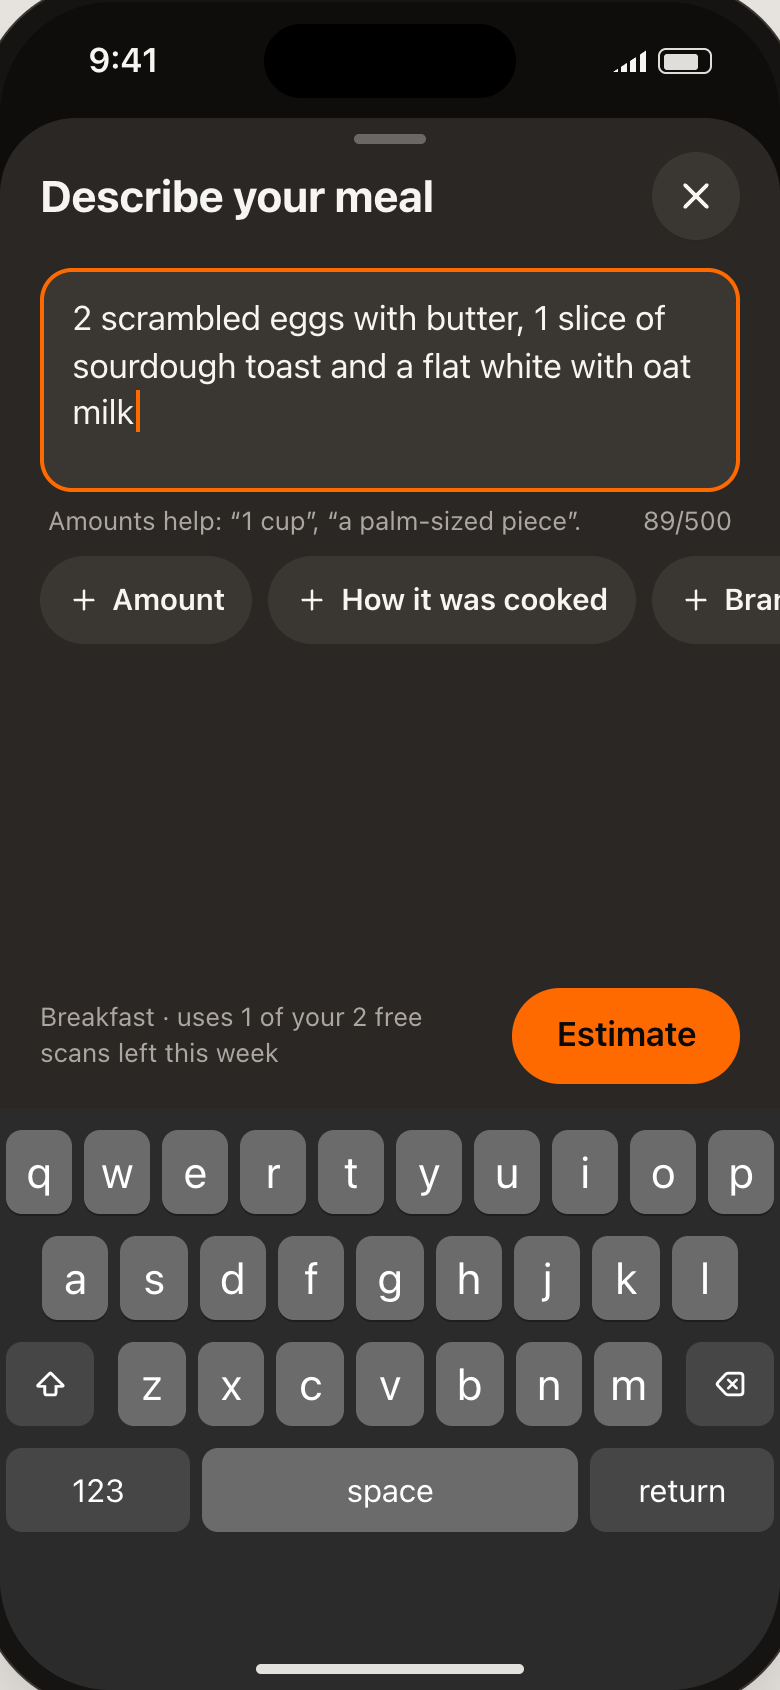 9:41
Describe your meal
2 scrambled eggs with butter, 1 slice of
sourdough toast and a flat white with oat
milk
Amounts help: “1 cup”, “a palm-sized piece”. 89/500
+ Amount + How it was cooked + Bran
Breakfast · uses 1 of your 2 free
scans left this week
Estimate
q w e r t y u i o p
a s d f g h j k l
z x c v b n m
123 space return